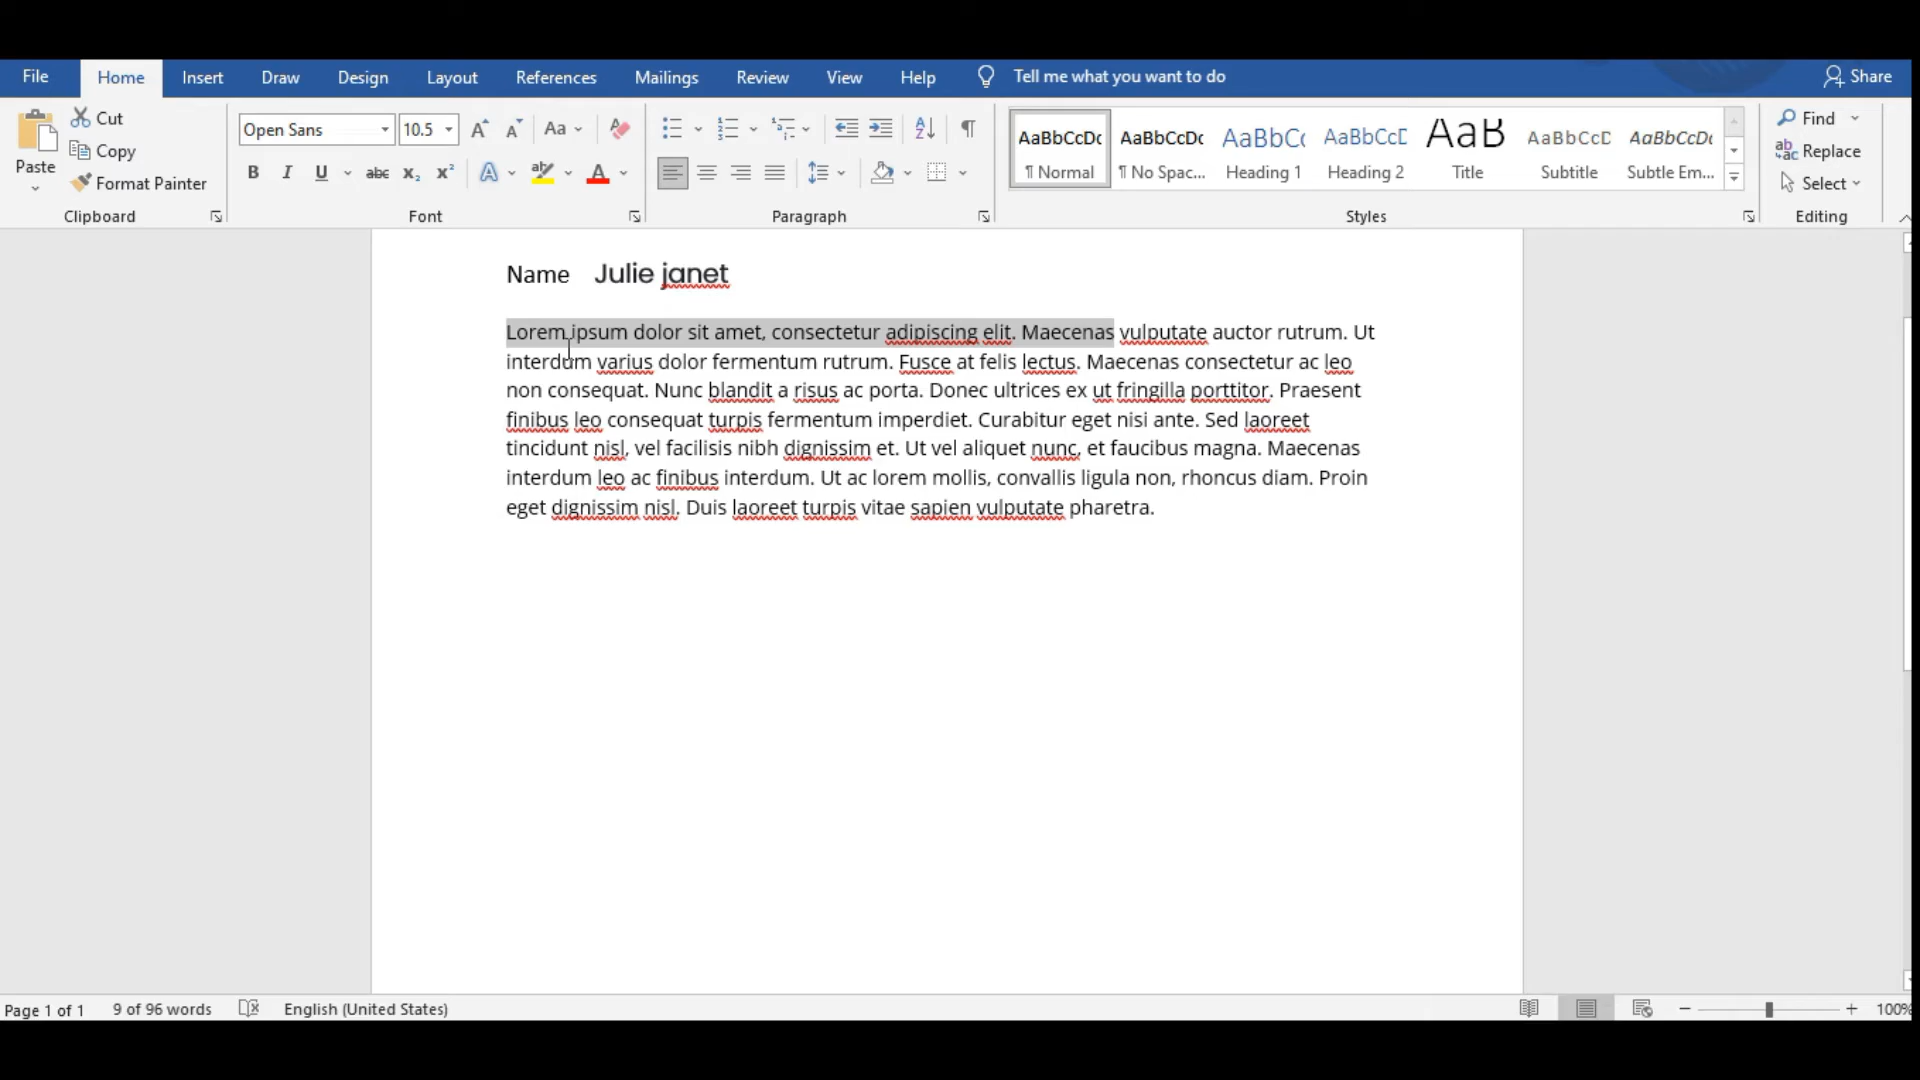 File Home Insert Draw Design Layout References Mailings Review View Help Tell me what you want to do Share
Paste
Cut
Copy
Format Painter
Clipboard
Open Sans 10.5 Aa
B I U abc X₂ X² A ab A
Font
A Z ¶
Paragraph
AaBbCcDc AaBbCcDc AaBbC AaBbCcD AaB AaBbCcD AaBbCcDc
¶ Normal ¶ No Spac... Heading 1 Heading 2 Title Subtitle Subtle Em...
Styles
Find
Replace
Select
Editing
Name Julie janet
Lorem ipsum dolor sit amet, consectetur adipiscing elit. Maecenas vulputate auctor rutrum. Ut
interdum varius dolor fermentum rutrum. Fusce at felis lectus. Maecenas consectetur ac leo
non consequat. Nunc blandit a risus ac porta. Donec ultrices ex ut fringilla porttitor. Praesent
finibus leo consequat turpis fermentum imperdiet. Curabitur eget nisi ante. Sed laoreet
tincidunt nisl, vel facilisis nibh dignissim et. Ut vel aliquet nunc, et faucibus magna. Maecenas
interdum leo ac finibus interdum. Ut ac lorem mollis, convallis ligula non, rhoncus diam. Proin
eget dignissim nisl. Duis laoreet turpis vitae sapien vulputate pharetra.
Page 1 of 1 9 of 96 words English (United States) 100%